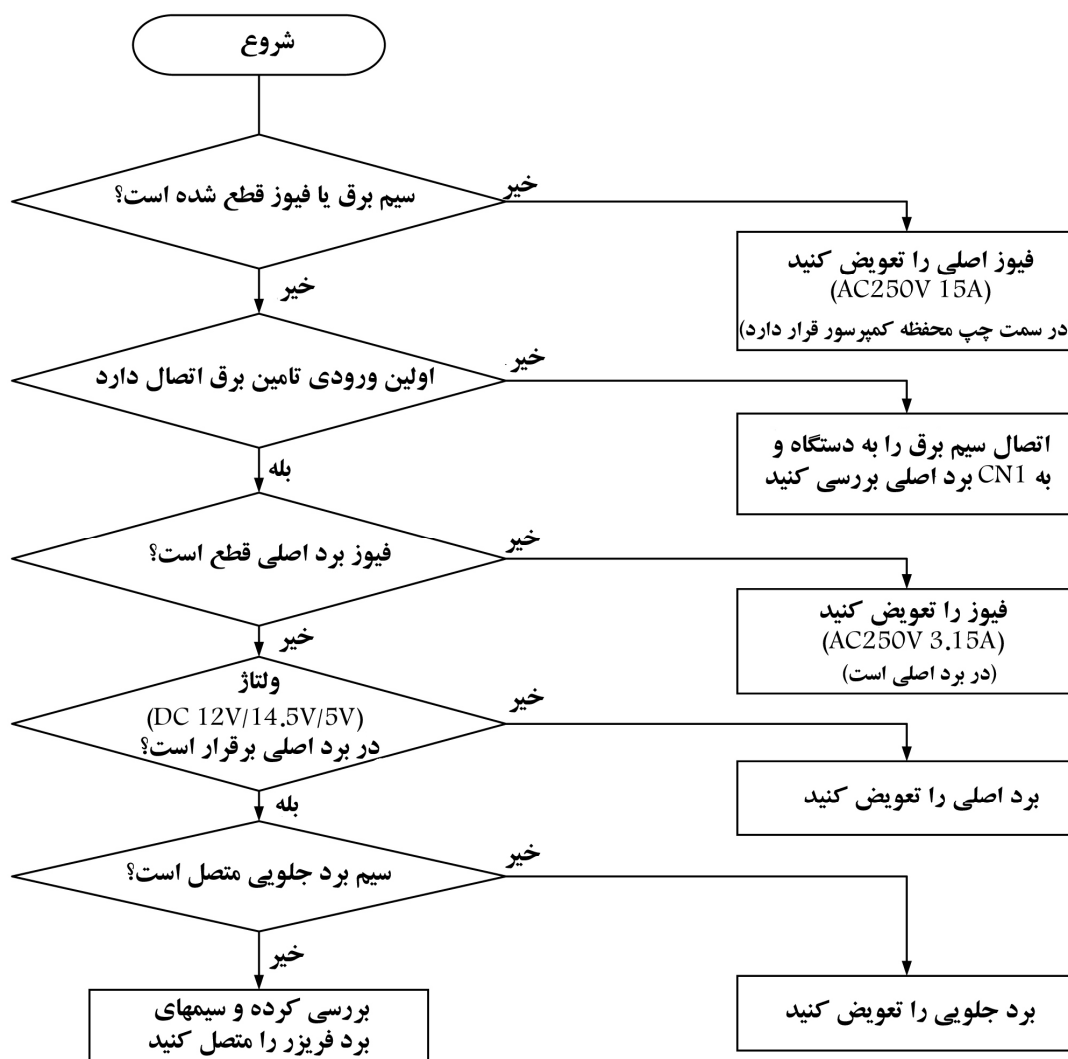 شروع
سیم برق یا فیوز قطع شده است؟
خیر
فیوز اصلی را تعویض کنید
(AC250V 15A)
در سمت چپ محفظه کمپرسور قرار دارد)
خیر
اولین ورودی تامین برق اتصال دارد
خیر
اتصال سیم برق را به دستگاه و
به CN1 برد اصلی بررسی کنید
بله
فیوز برد اصلی قطع است؟
خیر
فیوز را تعویض کنید
(AC250V 3.15A)
(در برد اصلی است)
خیر
ولتاژ
(DC 12V/14.5V/5V)
در برد اصلی برقرار است؟
خیر
برد اصلی را تعویض کنید
بله
سیم برد جلویی متصل است؟
خیر
برد جلویی را تعویض کنید
خیر
بررسی کرده و سیمهای
برد فریزر را متصل کنید